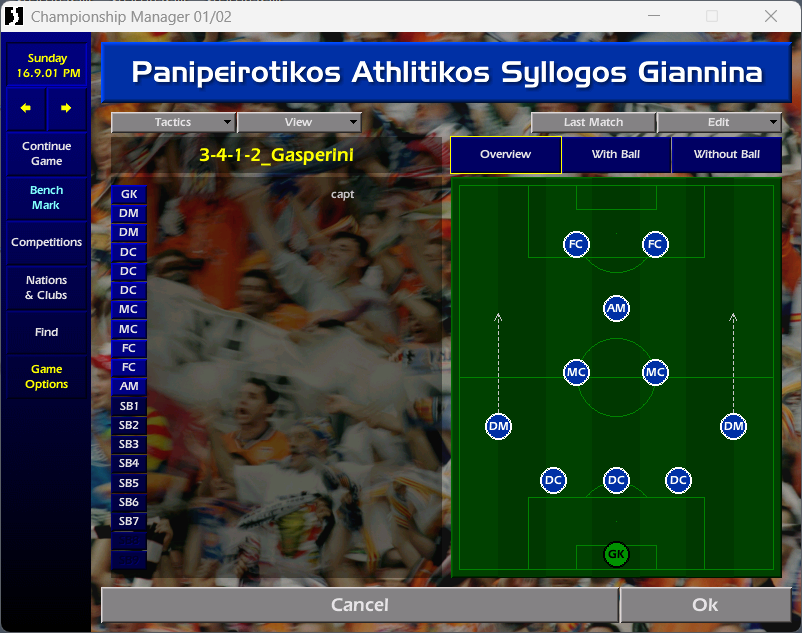 Championship Manager 01/02
Sunday
16.9.01 PM
Continue
Game
Bench
Mark
Competitions
Nations
& Clubs
Find
Game
Options
Panipeirotikos Athlitikos Syllogos Giannina
Tactics
View
Last Match
Edit
3-4-1-2_Gasperini
Overview
With Ball
Without Ball
GK capt
DM
DM
DC
DC
DC
MC
MC
FC
FC
AM
SB1
SB2
SB3
SB4
SB5
SB6
SB7
FC FC
AM
MC MC
DM DM
DC DC DC
GK
Cancel
Ok